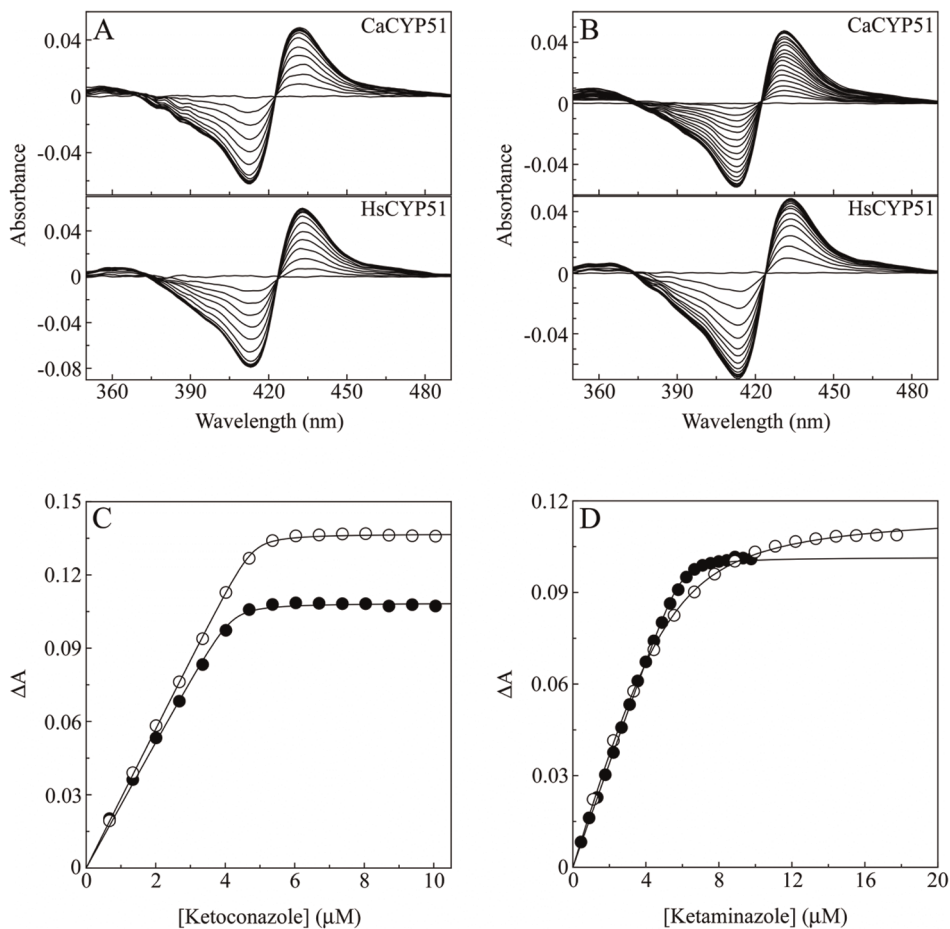 A
CaCYP51
0.04
0
-0.04
HsCYP51
0.04
0
-0.04
-0.08
Absorbance
360 390 420 450 480
Wavelength (nm)
B
CaCYP51
0.04
0
-0.04
HsCYP51
0.04
0
-0.04
Absorbance
360 390 420 450 480
Wavelength (nm)
C
0.15
0.12
0.09
0.06
0.03
0
ΔA
0 2 4 6 8 10
[Ketoconazole] (μM)
D
0.12
0.09
0.06
0.03
0
ΔA
0 4 8 12 16 20
[Ketaminazole] (μM)